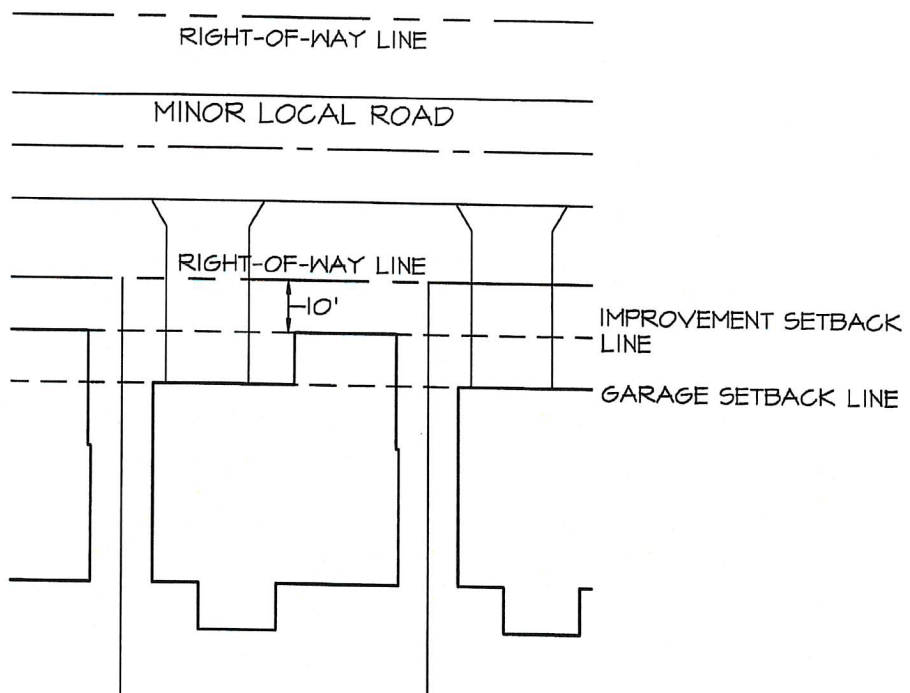 RIGHT-OF-WAY LINE
MINOR LOCAL ROAD
RIGHT-OF-WAY LINE
10'
IMPROVEMENT SETBACK
LINE
GARAGE SETBACK LINE